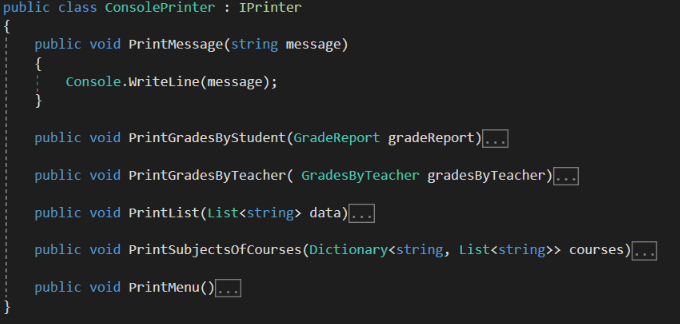 public class ConsolePrinter : IPrinter
{
public void PrintMessage(string message)
{
Console.WriteLine(message);
}
public void PrintGradesByStudent(GradeReport gradeReport)...
public void PrintGradesByTeacher( GradesByTeacher gradesByTeacher)...
public void PrintList(List<string> data)...
public void PrintSubjectsOfCourses(Dictionary<string, List<string>> courses)...
public void PrintMenu()...
}